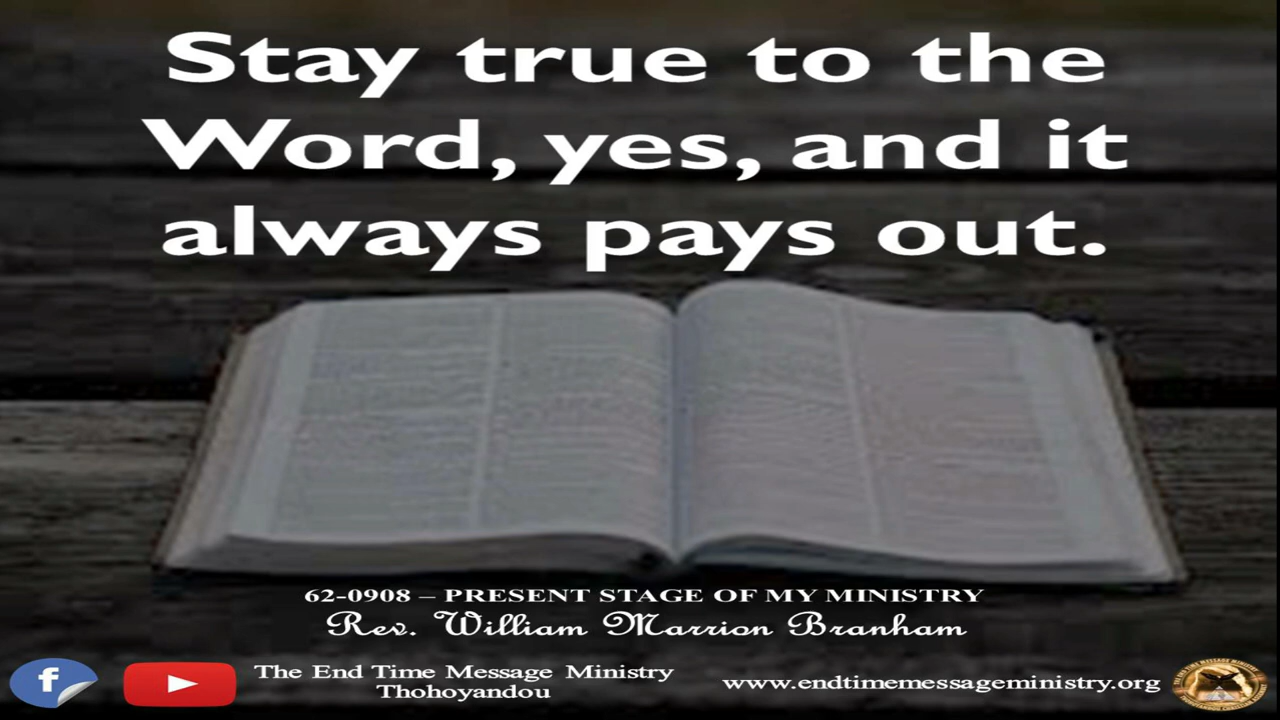 Stay true to the
Word, yes, and it
always pays out.
62-0908 – PRESENT STAGE OF MY MINISTRY
Rev. William Marrion Branham
The End Time Message Ministry
Thohoyandou
www.endtimemessageministry.org